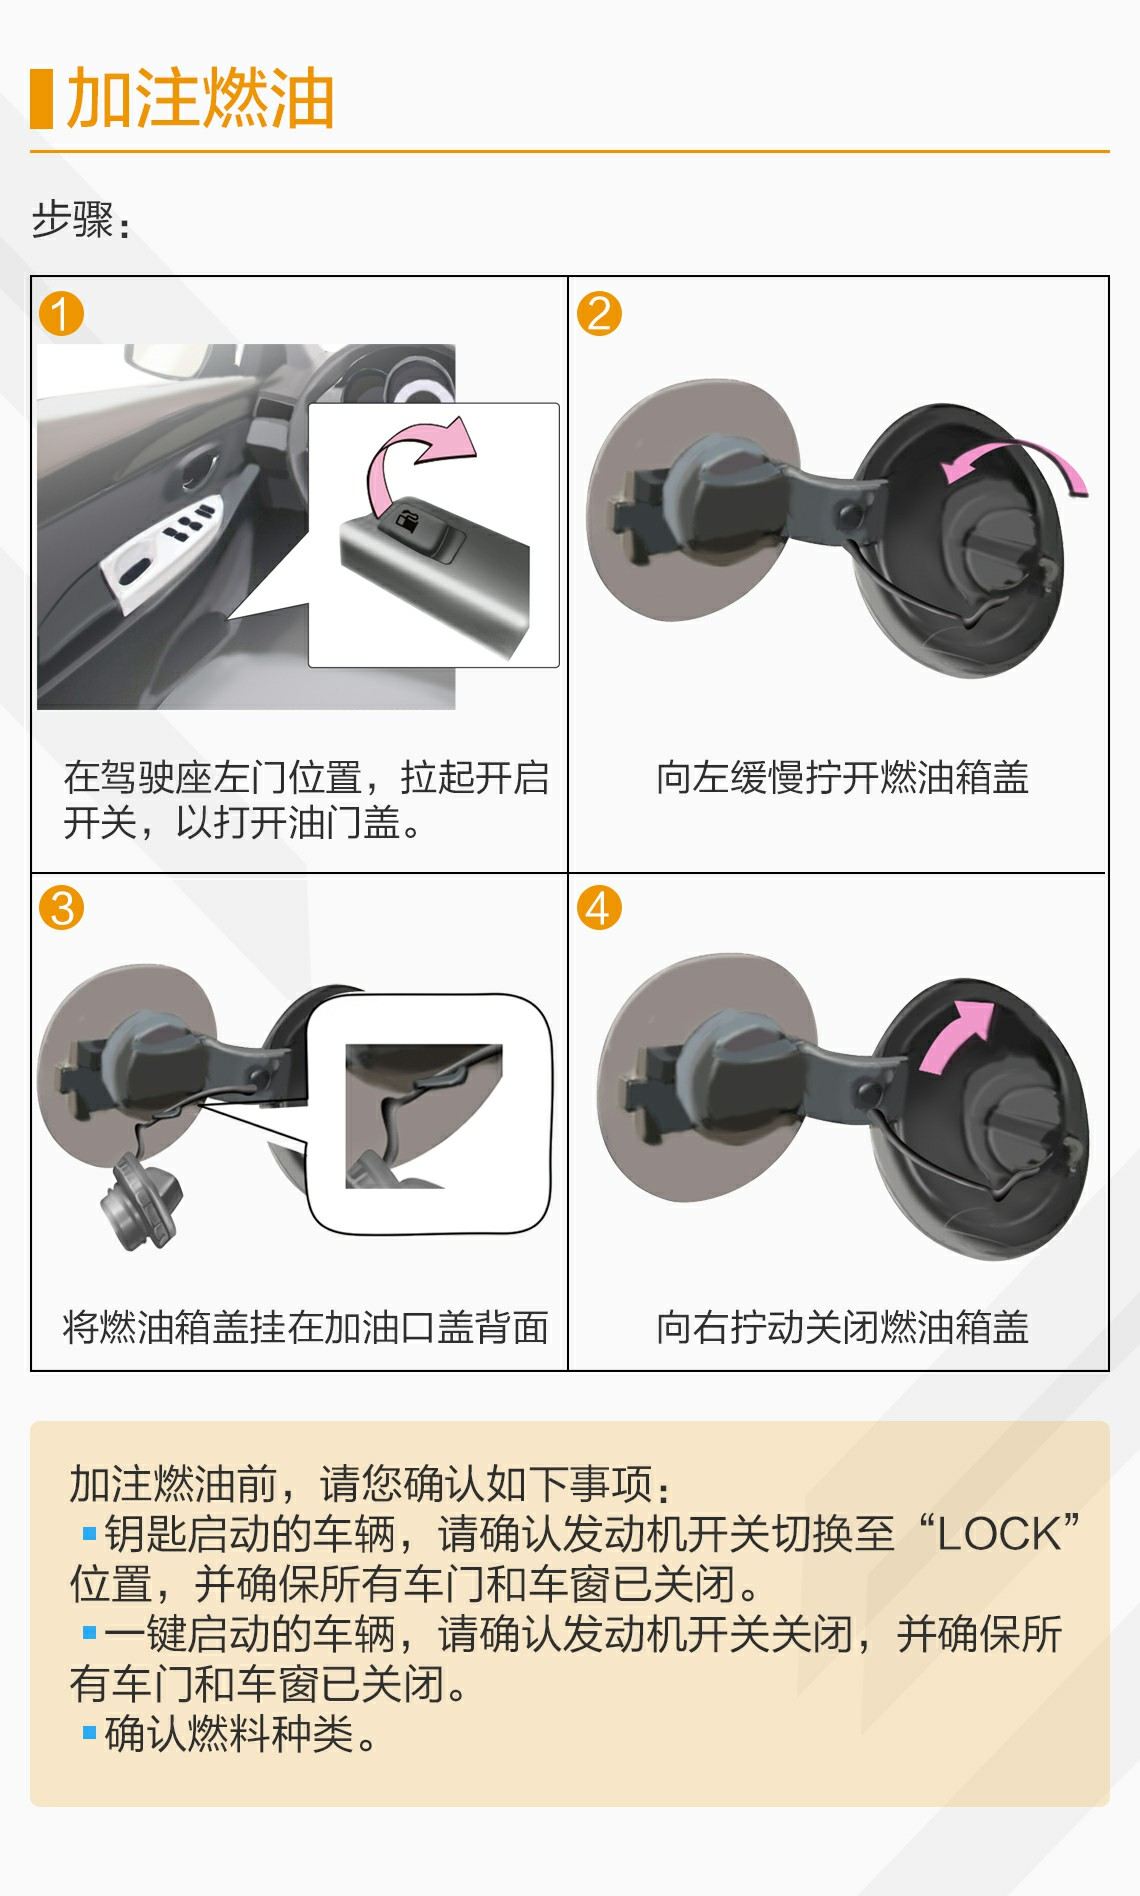 加注燃油
步骤：
1
在驾驶座左门位置，拉起开启
开关，以打开油门盖。
2
向左缓慢拧开燃油箱盖
3
将燃油箱盖挂在加油口盖背面
4
向右拧动关闭燃油箱盖
加注燃油前，请您确认如下事项：
钥匙启动的车辆，请确认发动机开关切换至“LOCK”
位置，并确保所有车门和车窗已关闭。
一键启动的车辆，请确认发动机开关关闭，并确保所
有车门和车窗已关闭。
确认燃料种类。